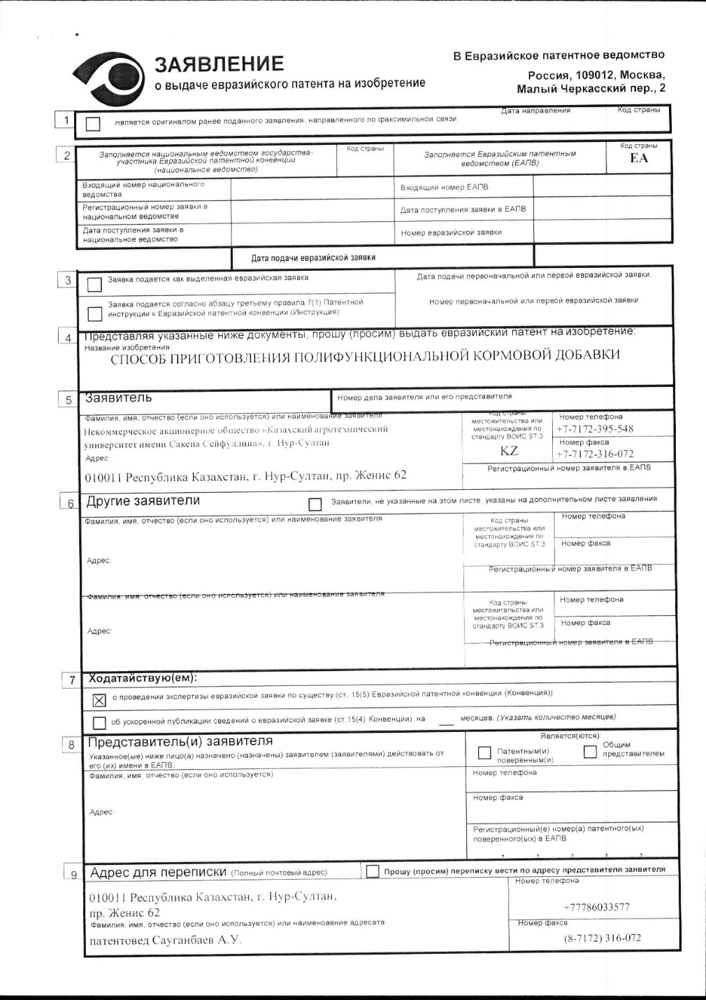 ЗАЯВЛЕНИЕ
о выдаче евразийского патента на изобретение
В Евразийское патентное ведомство
Россия, 109012, Москва,
Малый Черкасский пер., 2
1
является оригиналом ранее поданного заявления, направленного по факсимильной связи
Дата направления
Код страны
2
Заполняется национальным ведомством государства-
участника Евразийской патентной конвенции
(национальное ведомство)
Код страны
Заполняется Евразийским патентным
ведомством (ЕАПВ)
Код страны
EA
Входящий номер национального
ведомства
Входящий номер ЕАПВ
Регистрационный номер заявки в
национальном ведомстве
Дата поступления заявки в ЕАПВ
Дата поступления заявки в
национальное ведомство
Номер евразийской заявки
Дата подачи евразийской заявки
3
Заявка подается как выделенная евразийская заявка
Дата подачи первоначальной или первой евразийской заявки
Заявка подается согласно абзацу третьему правила 7(1) Патентной
инструкции к Евразийской патентной конвенции (Инструкция)
Номер первоначальной или первой евразийской заявки
4
Представляя указанные ниже документы, прошу (просим) выдать евразийский патент на изобретение:
Название изобретения:
СПОСОБ ПРИГОТОВЛЕНИЯ ПОЛИФУНКЦИОНАЛЬНОЙ КОРМОВОЙ ДОБАВКИ
5
Заявитель
Номер дела заявителя или его представителя
Фамилия, имя, отчество (если оно используется) или наименование заявителя
Некоммерческое акционерное общество «Казахский агротехнический
университет имени Сакена Сейфуллина», г. Нур-Султан
Адрес:
010011 Республика Казахстан, г. Нур-Султан, пр. Женис 62
Код страны
местожительства или
местонахождения по
стандарту ВОИС ST.3
KZ
Номер телефона
+7-7172-395-548
Номер факса
+7-7172-316-072
Регистрационный номер заявителя в ЕАПВ
6
Другие заявители
Заявители, не указанные на этом листе, указаны на дополнительном листе заявления
Фамилия, имя, отчество (если оно используется) или наименование заявителя
Адрес:
Код страны
местожительства или
местонахождения по
стандарту ВОИС ST.3
Номер телефона
Номер факса
Регистрационный номер заявителя в ЕАПВ
Фамилия, имя, отчество (если оно используется) или наименование заявителя
Адрес:
Код страны
местожительства или
местонахождения по
стандарту ВОИС ST.3
Номер телефона
Номер факса
Регистрационный номер заявителя в ЕАПВ
7
Ходатайствую(ем):
о проведении экспертизы евразийской заявки по существу (ст. 15(5) Евразийской патентной конвенции (Конвенция))
об ускоренной публикации сведений о евразийской заявке (ст.15(4) Конвенции) на ___ месяцев. (Указать количество месяцев)
8
Представитель(и) заявителя
Указанное(ые) ниже лицо(а) назначено (назначены) заявителем (заявителями) действовать от
его (их) имени в ЕАПВ.
Является(ются):
Патентным(и)
поверенным(и)
Общим
представителем
Фамилия, имя, отчество (если оно используется)
Адрес:
Номер телефона
Номер факса
Регистрационный(е) номер(а) патентного(ых)
поверенного(ых) в ЕАПВ
, , , , ,
9
Адрес для переписки (Полный почтовый адрес)
Прошу (просим) переписку вести по адресу представителя заявителя
010011 Республика Казахстан, г. Нур-Султан,
пр. Женис 62
Фамилия, имя, отчество (если оно используется) или наименование адресата
патентовед Сауганбаев А.У.
Номер телефона
+77786033577
Номер факса
(8-7172) 316-072